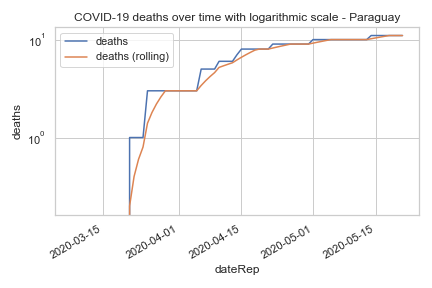 COVID-19 deaths over time with logarithmic scale - Paraguay
deaths
deaths (rolling)
10¹
10⁰
deaths
2020-03-15
2020-04-01
2020-04-15
2020-05-01
2020-05-15
dateRep